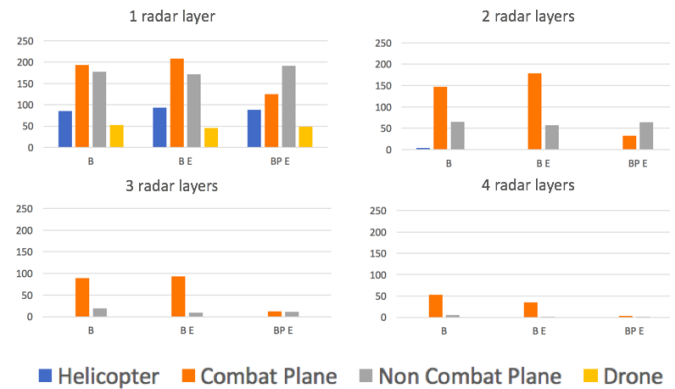 1 radar layer
250
200
150
100
50
0
B
B E
BP E
2 radar layers
250
200
150
100
50
0
B
B E
BP E
3 radar layers
250
200
150
100
50
0
B
B E
BP E
4 radar layers
250
200
150
100
50
0
B
B E
BP E
Helicopter Combat Plane Non Combat Plane Drone